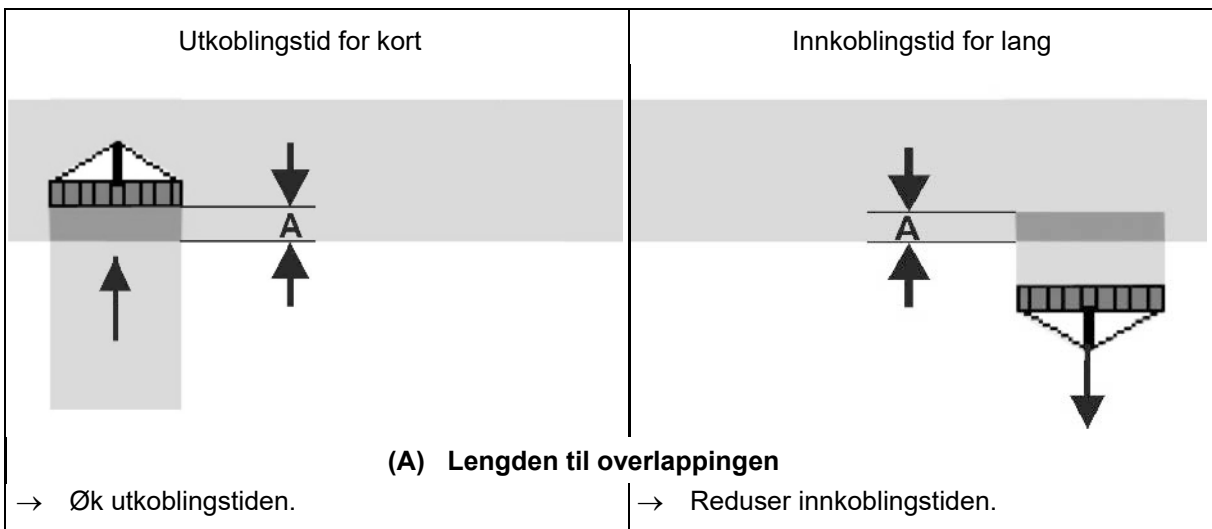 Utkoblingstid for kort
Innkoblingstid for lang
A
A
(A) Lengden til overlappingen
→ Øk utkoblingstiden.
→ Reduser innkoblingstiden.